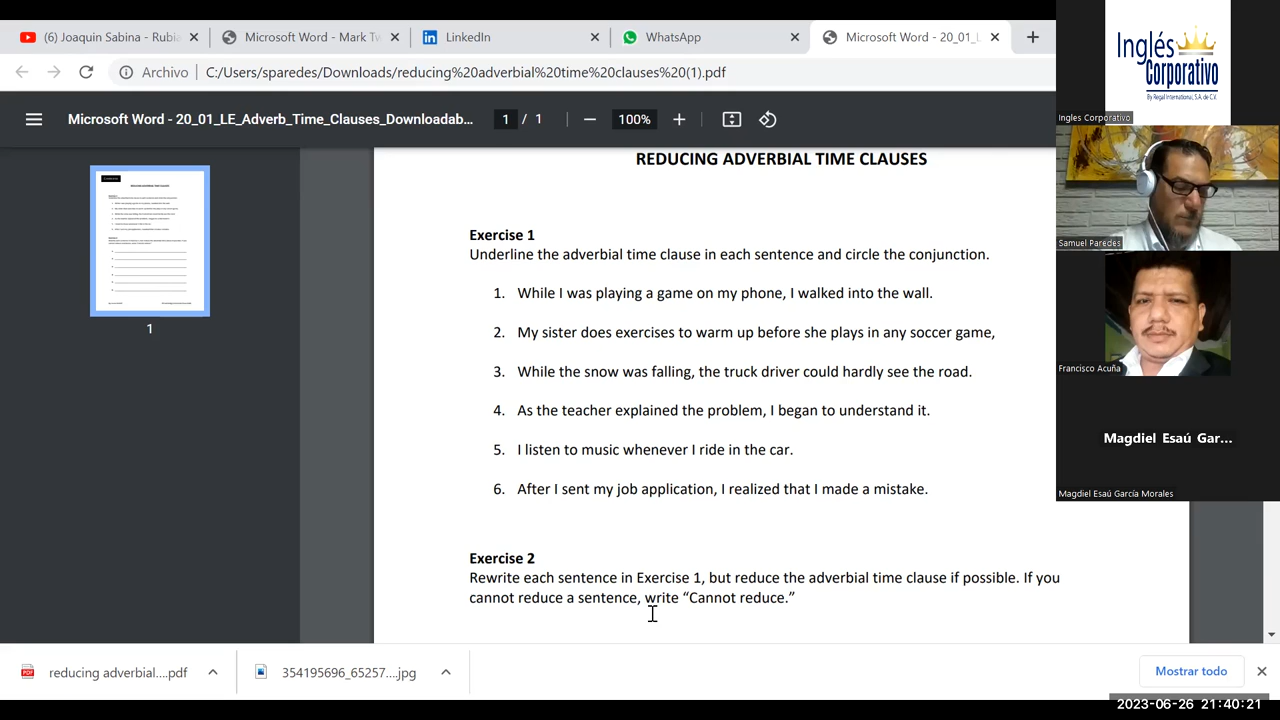 (6) Joaquin Sabina - Rubia
Microsoft Word - Mark Tw
LinkedIn
WhatsApp
Microsoft Word - 20_01_L
Archivo
C:/Users/sparedes/Downloads/reducing%20adverbial%20time%20clauses%20(1).pdf
Microsoft Word - 20_01_LE_Adverb_Time_Clauses_Downloadab...
1 / 1
100%
1
REDUCING ADVERBIAL TIME CLAUSES
Exercise 1
Underline the adverbial time clause in each sentence and circle the conjunction.
1. While I was playing a game on my phone, I walked into the wall.
2. My sister does exercises to warm up before she plays in any soccer game,
3. While the snow was falling, the truck driver could hardly see the road.
4. As the teacher explained the problem, I began to understand it.
5. I listen to music whenever I ride in the car.
6. After I sent my job application, I realized that I made a mistake.
Exercise 2
Rewrite each sentence in Exercise 1, but reduce the adverbial time clause if possible. If you
cannot reduce a sentence, write “Cannot reduce.”
Inglés
Corporativo
By Regal International, S.A. de C.V.
Ingles Corporativo
Samuel Paredes
Francisco Acuña
Magdiel Esaú Gar...
Magdiel Esaú García Morales
reducing adverbial....pdf
354195696_65257....jpg
Mostrar todo
2023-06-26 21:40:21